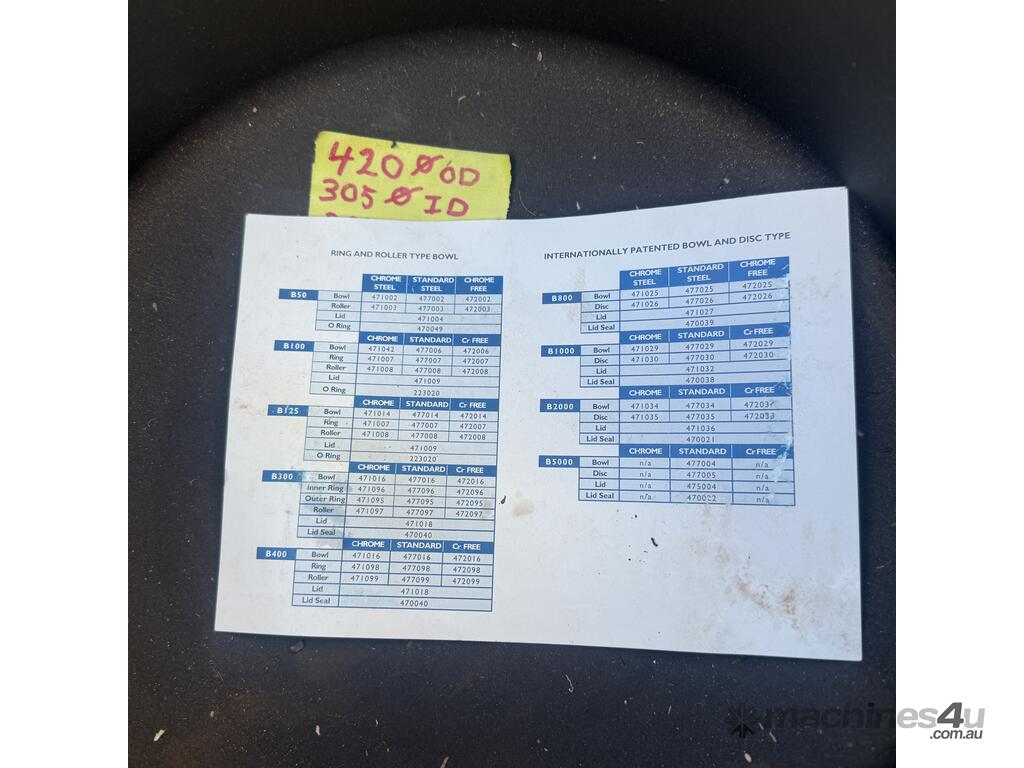 420 Ø OD
305 Ø ID
RING AND ROLLER TYPE BOWL
CHROME STEEL STANDARD STEEL CHROME FREE
B50 Bowl 471002 477002 472002
Roller 471003 477003 472003
Lid 471004
O Ring 470049
CHROME STANDARD Cr FREE
B100 Bowl 471042 477006 472006
Ring 471007 477007 472007
Roller 471008 477008 472008
Lid 471009
O Ring 223020
CHROME STANDARD Cr FREE
B125 Bowl 471014 477014 472014
Ring 471007 477007 472007
Roller 471008 477008 472008
Lid 471009
O Ring 223020
CHROME STANDARD Cr FREE
B300 Bowl 471016 477016 472016
Inner Ring 471096 477096 472096
Outer Ring 471095 477095 472095
Roller 471097 477097 472097
Lid 471018
Lid Seal 470040
CHROME STANDARD Cr FREE
B400 Bowl 471016 477016 472016
Ring 471098 477098 472098
Roller 471099 477099 472099
Lid 471018
Lid Seal 470040
INTERNATIONALLY PATENTED BOWL AND DISC TYPE
CHROME STEEL STANDARD STEEL CHROME FREE
B800 Bowl 471025 477025 472025
Disc 471026 477026 472026
Lid 471027
Lid Seal 470039
CHROME STANDARD Cr FREE
B1000 Bowl 471029 477029 472029
Disc 471030 477030 472030
Lid 471032
Lid Seal 470038
CHROME STANDARD Cr FREE
B2000 Bowl 471034 477034
Disc 471035 477035 472033
Lid 471036
Lid Seal 470021
CHROME STANDARD Cr FREE
B5000 Bowl n/a 477004 n/a
Disc n/a 477005 n/a
Lid n/a 475004 n/a
Lid Seal n/a 470022 n/a
machines4u
.com.au